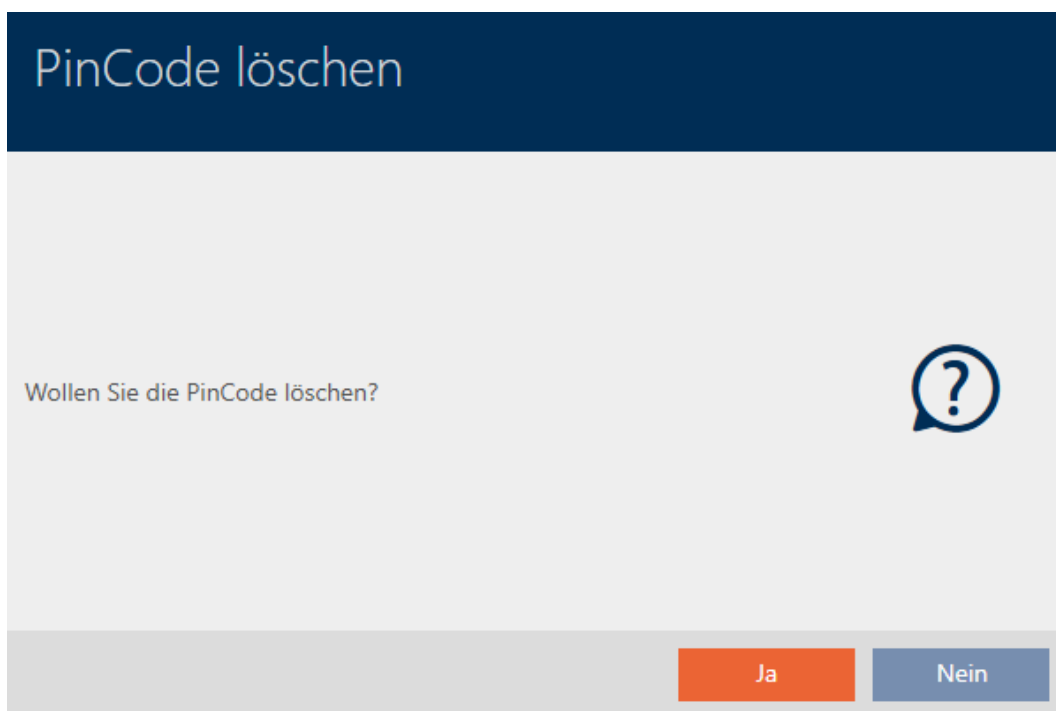 PinCode löschen
Wollen Sie die PinCode löschen?
?
Ja
Nein